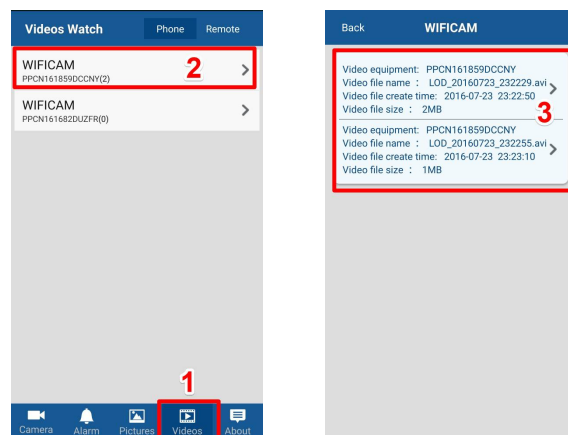 Videos Watch Phone Remote
WIFICAM
PPCN161859DCCNY(2)
2
WIFICAM
PPCN161682DUZFR(0)
1
Camera Alarm Pictures Videos About
Back WIFICAM
Video equipment: PPCN161859DCCNY
Video file name : LOD_20160723_232229.avi
Video file create time: 2016-07-23 23:22:50
Video file size : 2MB
3
Video equipment: PPCN161859DCCNY
Video file name : LOD_20160723_232255.avi
Video file create time: 2016-07-23 23:23:10
Video file size : 1MB